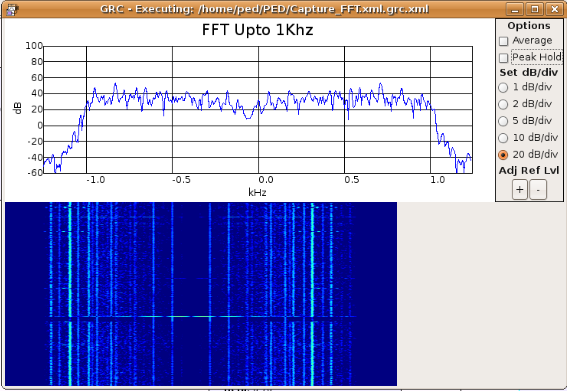 GRC - Executing: /home/ped/PED/Capture_FFT.xml.grc.xml
FFT Upto 1Khz
100
80
60
40
20
0
-20
-40
-60
dB
-1.0
-0.5
0.0
0.5
1.0
kHz
Options
Average
Peak Hold
Set dB/div
1 dB/div
2 dB/div
5 dB/div
10 dB/div
20 dB/div
Adj Ref Lvl
+
-